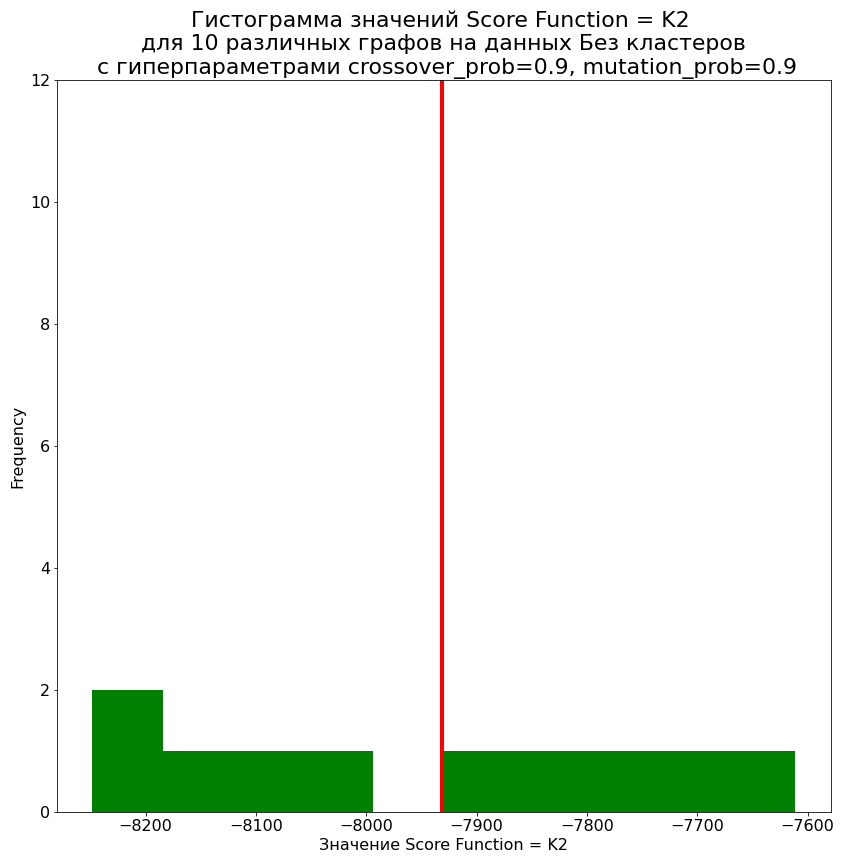 Гистограмма значений Score Function = K2
для 10 различных графов на данных Без кластеров
с гиперпараметрами crossover_prob=0.9, mutation_prob=0.9
12
10
8
6
4
2
0
Frequency
−8200 −8100 −8000 −7900 −7800 −7700 −7600
Значение Score Function = K2